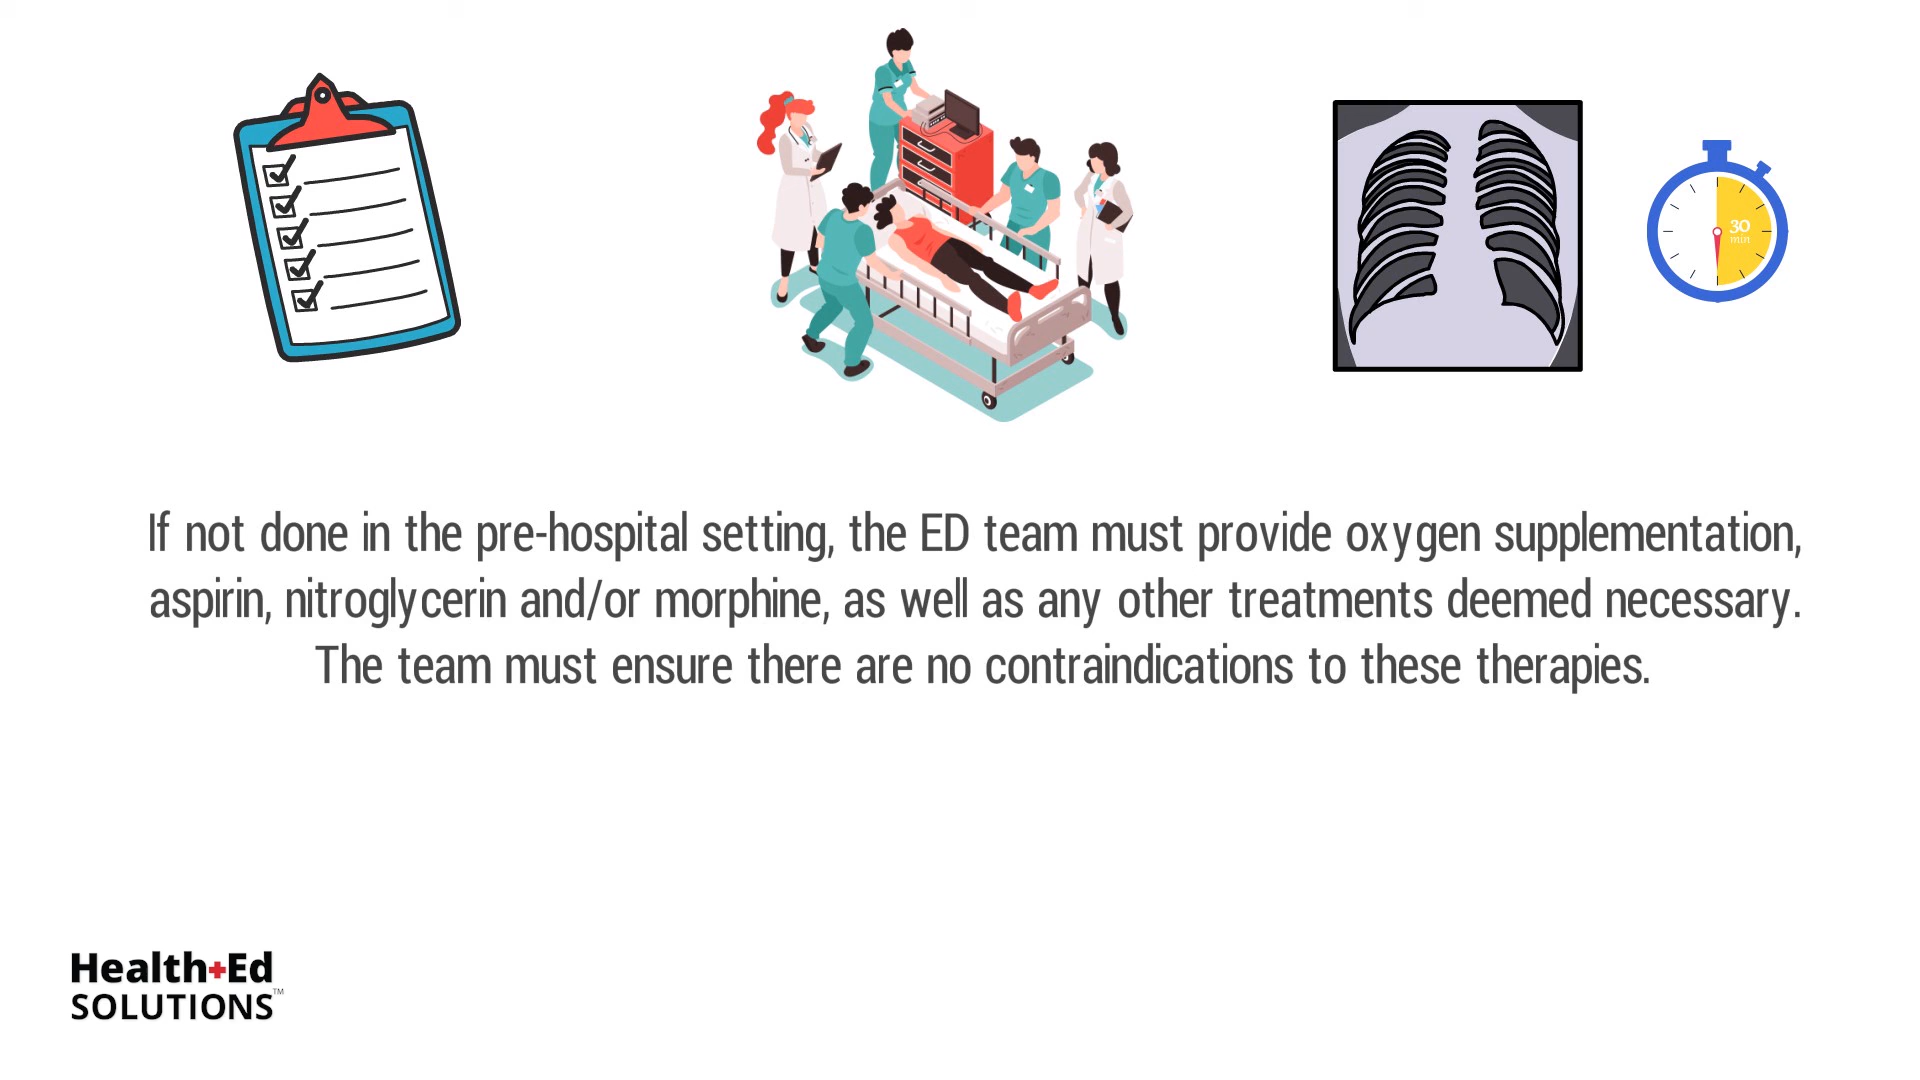 30
min
If not done in the pre-hospital setting, the ED team must provide oxygen supplementation,
aspirin, nitroglycerin and/or morphine, as well as any other treatments deemed necessary.
The team must ensure there are no contraindications to these therapies.
Health+Ed
SOLUTIONS™